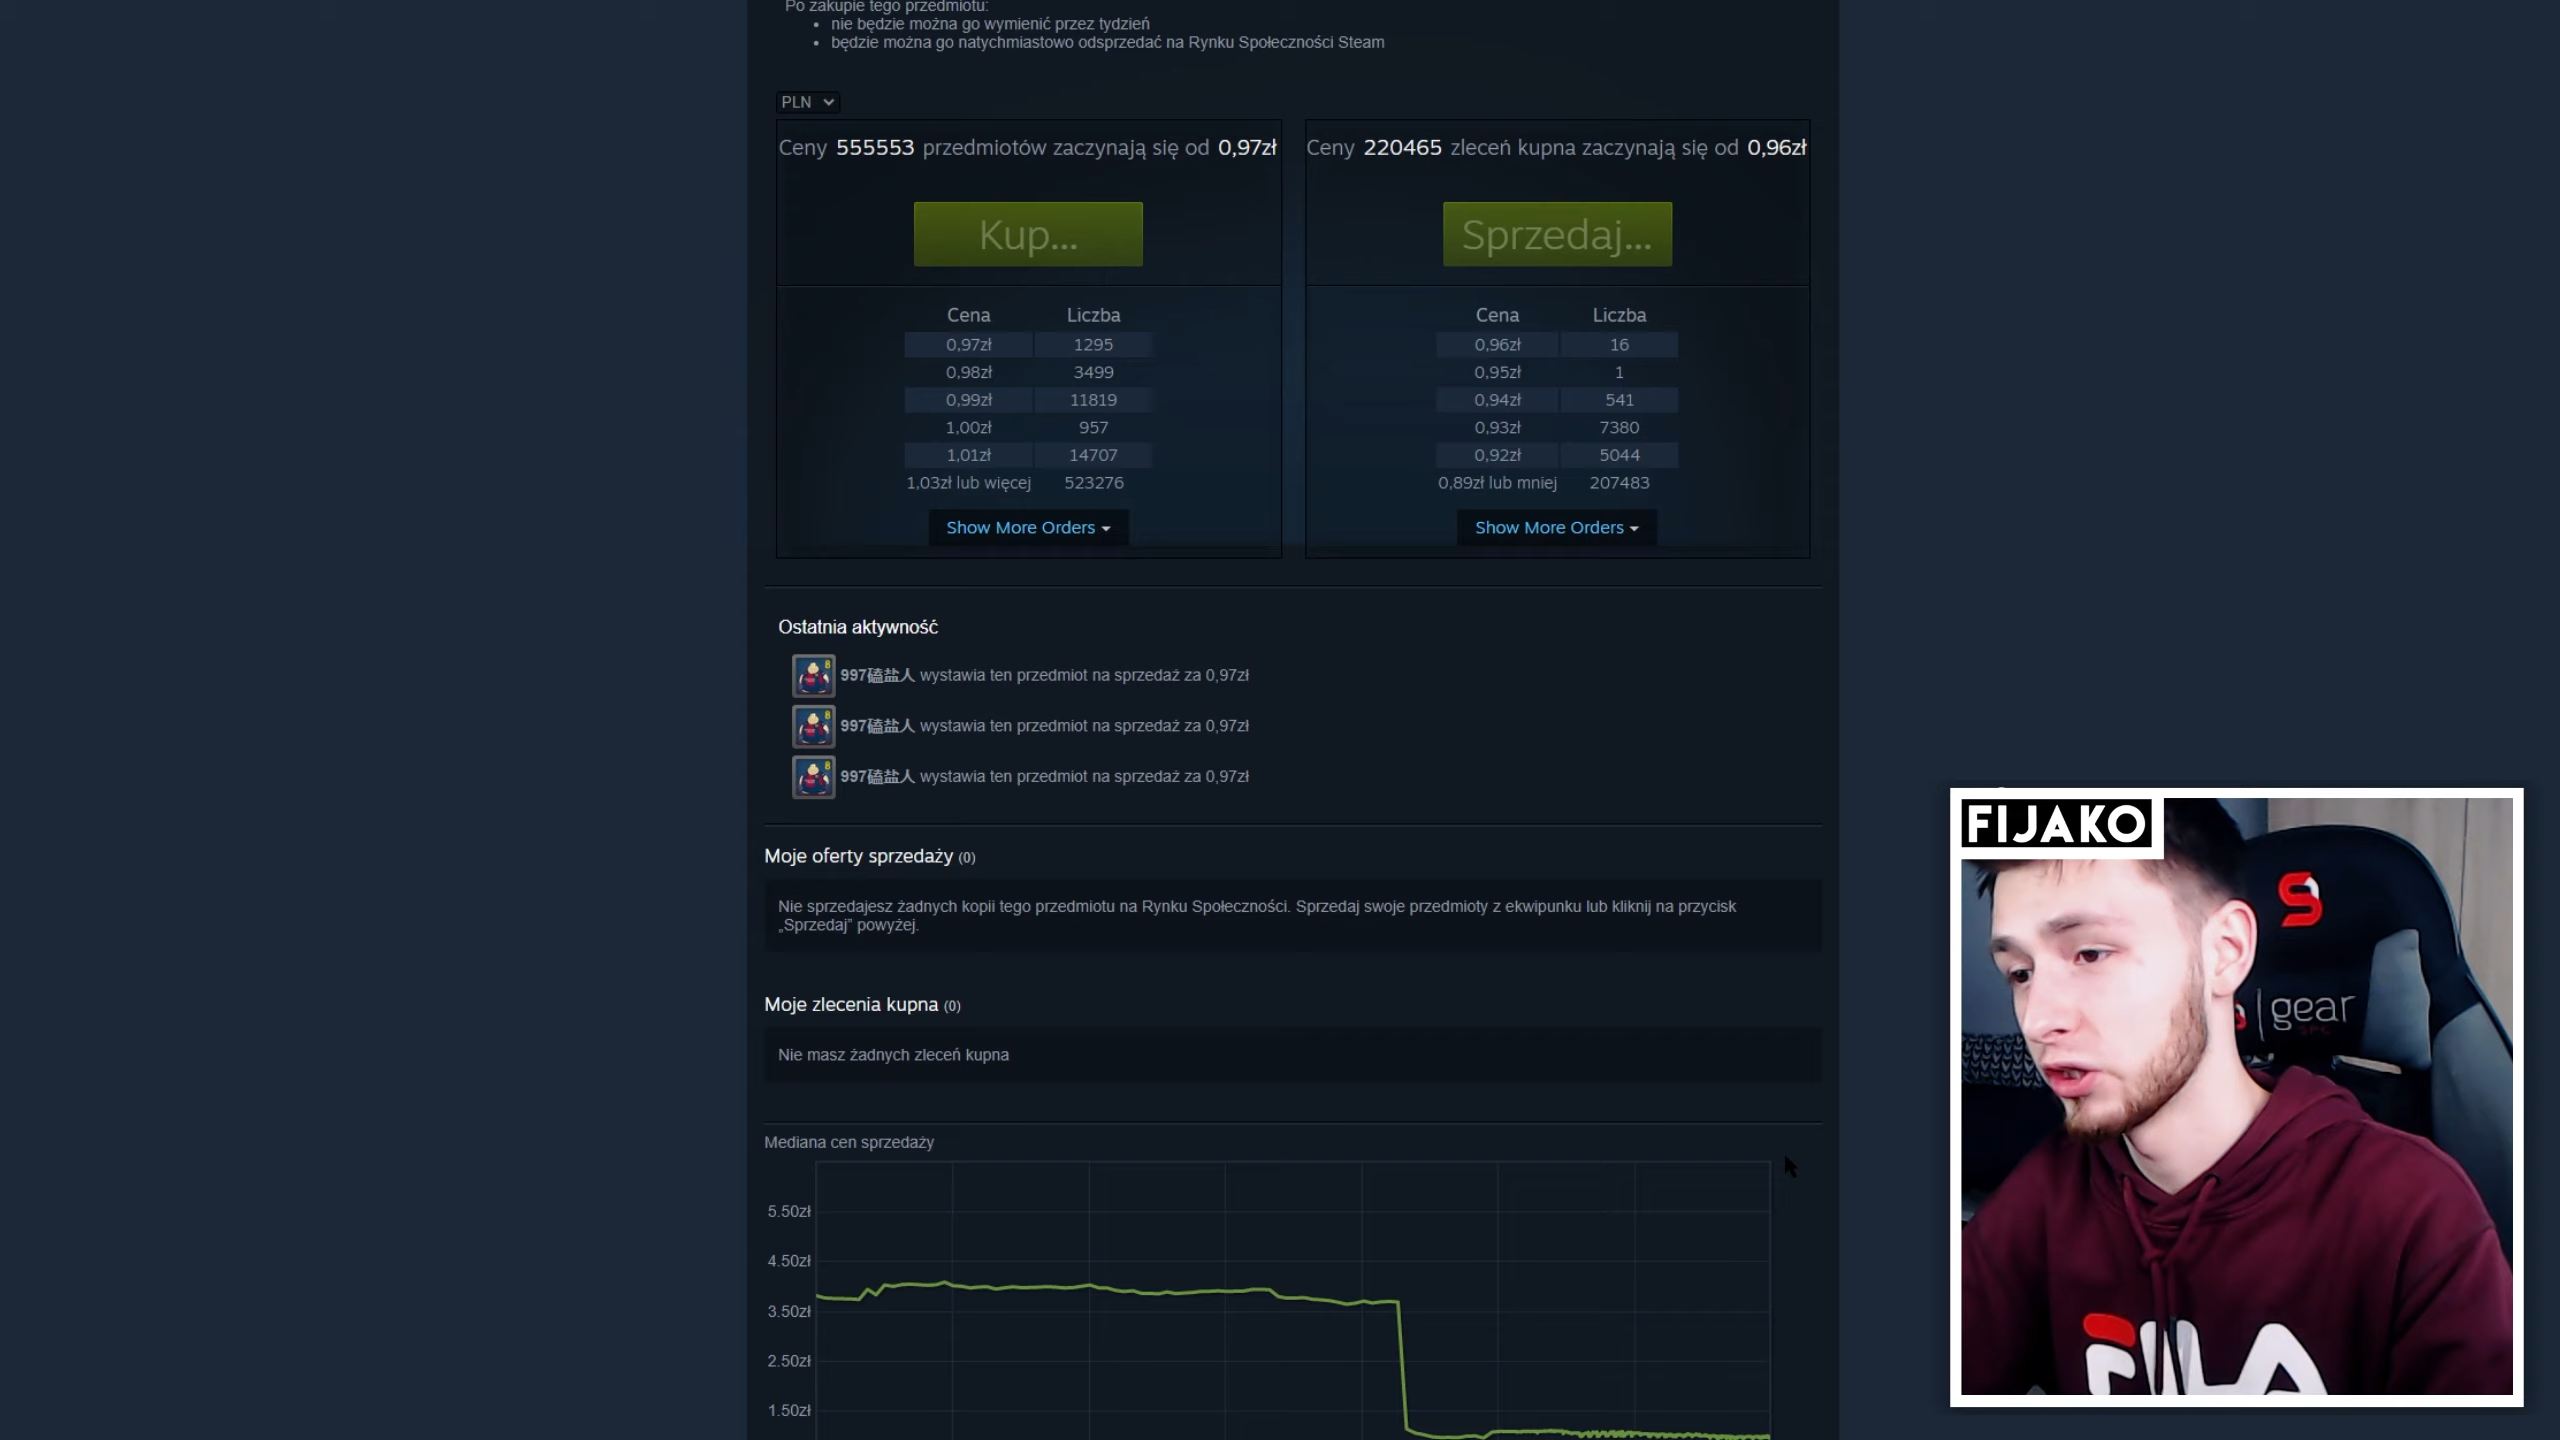 Po zakupie tego przedmiotu:
nie będzie można go wymienić przez tydzień
będzie można go natychmiastowo odsprzedać na Rynku Społeczności Steam
PLN
Ceny 555553 przedmiotów zaczynają się od 0,97zł
Kup...
Cena Liczba
0,97zł 1295
0,98zł 3499
0,99zł 11819
1,00zł 957
1,01zł 14707
1,03zł lub więcej 523276
Show More Orders
Ceny 220465 zleceń kupna zaczynają się od 0,96zł
Sprzedaj...
Cena Liczba
0,96zł 16
0,95zł 1
0,94zł 541
0,93zł 7380
0,92zł 5044
0,89zł lub mniej 207483
Show More Orders
Ostatnia aktywność
997磕盐人 wystawia ten przedmiot na sprzedaż za 0,97zł
997磕盐人 wystawia ten przedmiot na sprzedaż za 0,97zł
997磕盐人 wystawia ten przedmiot na sprzedaż za 0,97zł
Moje oferty sprzedaży (0)
Nie sprzedajesz żadnych kopii tego przedmiotu na Rynku Społeczności. Sprzedaj swoje przedmioty z ekwipunku lub kliknij na przycisk
„Sprzedaj” powyżej.
Moje zlecenia kupna (0)
Nie masz żadnych zleceń kupna
Mediana cen sprzedaży
5.50zł
4.50zł
3.50zł
2.50zł
1.50zł
FIJAKO
gear
FILA